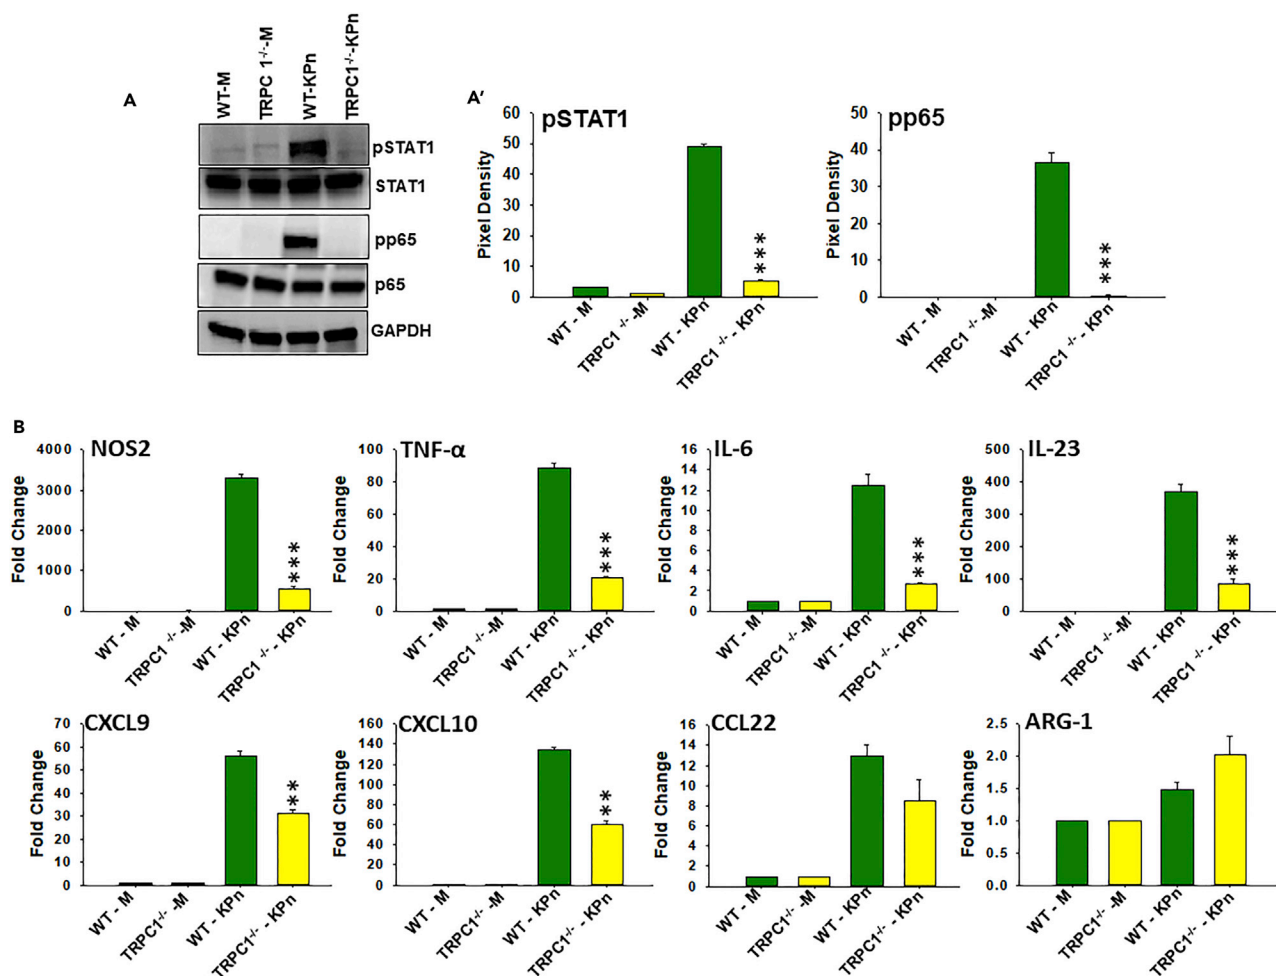 A
WT-M
TRPC 1-/--M
WT-KPn
TRPC1-/--KPn
pSTAT1
STAT1
pp65
p65
GAPDH
A'
pSTAT1
Pixel Density
60
50
40
30
20
10
0
***
WT - M
TRPC1 -/--M
WT - KPn
TRPC1 -/- - KPn
pp65
Pixel Density
50
40
30
20
10
0
***
WT - M
TRPC1 -/--M
WT - KPn
TRPC1 -/- - KPn
B
NOS2
Fold Change
4000
3000
2000
1000
0
***
WT - M
TRPC1 -/--M
WT - KPn
TRPC1 -/- - KPn
TNF-α
Fold Change
100
80
60
40
20
0
***
WT - M
TRPC1 -/--M
WT - KPn
TRPC1 -/- - KPn
IL-6
Fold Change
16
14
12
10
8
6
4
2
0
***
WT - M
TRPC1 -/--M
WT - KPn
TRPC1 -/- - KPn
IL-23
Fold Change
500
400
300
200
100
0
***
WT - M
TRPC1 -/--M
WT - KPn
TRPC1 -/- - KPn
CXCL9
Fold Change
70
60
50
40
30
20
10
0
**
WT - M
TRPC1-/--M
WT - KPn
TRPC1-/- - KPn
CXCL10
Fold Change
160
140
120
100
80
60
40
20
0
**
WT - M
TRPC1-/--M
WT - KPn
TRPC1-/- - KPn
CCL22
Fold Change
16
14
12
10
8
6
4
2
0
WT - M
TRPC1-/--M
WT - KPn
TRPC1-/- - KPn
ARG-1
Fold Change
2.5
2.0
1.5
1.0
0.5
0.0
WT - M
TRPC1-/--M
WT - KPn
TRPC1-/- - KPn